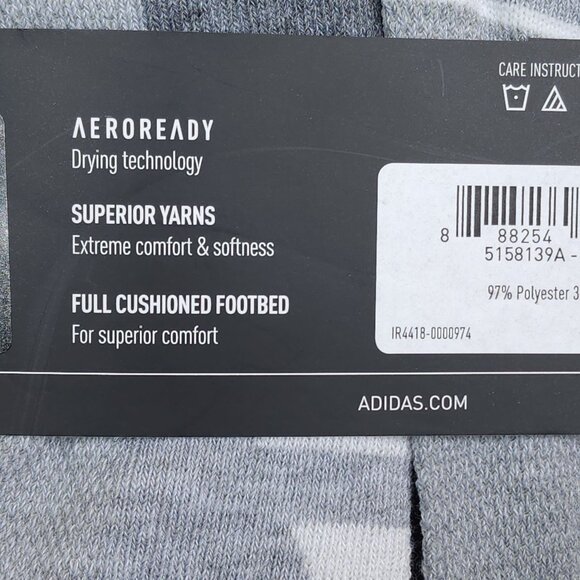 AEROREADY
Drying technology
SUPERIOR YARNS
Extreme comfort & softness
FULL CUSHIONED FOOTBED
For superior comfort
CARE INSTRUCT
8 88254
5158139A -
97% Polyester 3
IR4418-0000974
ADIDAS.COM